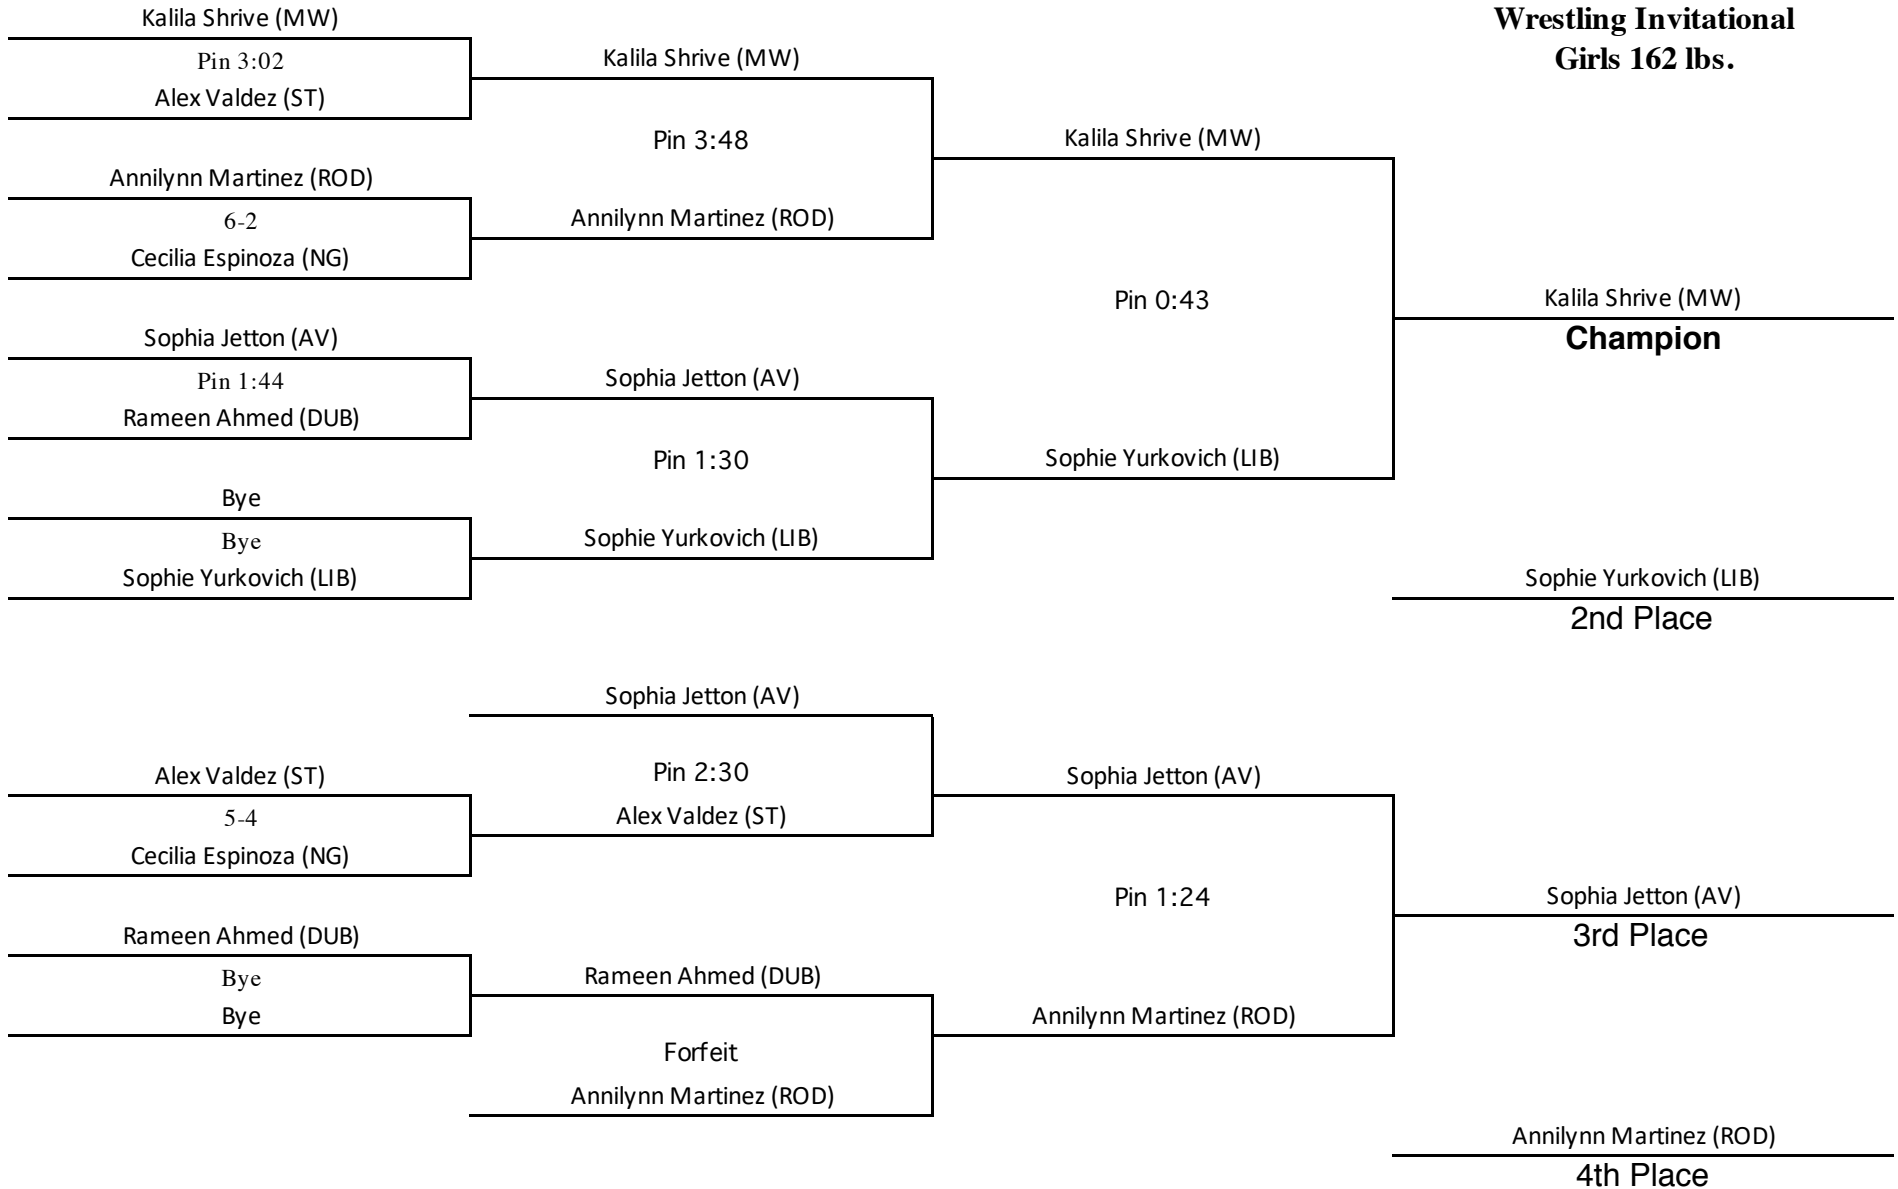 Wrestling Invitational
Girls 162 lbs.
Kalila Shrive (MW)
Pin 3:02
Alex Valdez (ST)
Annilynn Martinez (ROD)
6-2
Cecilia Espinoza (NG)
Sophia Jetton (AV)
Pin 1:44
Rameen Ahmed (DUB)
Bye
Bye
Sophie Yurkovich (LIB)
Kalila Shrive (MW)
Pin 3:48
Annilynn Martinez (ROD)
Sophia Jetton (AV)
Pin 1:30
Sophie Yurkovich (LIB)
Kalila Shrive (MW)
Pin 0:43
Sophie Yurkovich (LIB)
Kalila Shrive (MW)
Champion
Sophie Yurkovich (LIB)
2nd Place
Alex Valdez (ST)
5-4
Cecilia Espinoza (NG)
Rameen Ahmed (DUB)
Bye
Bye
Sophia Jetton (AV)
Pin 2:30
Alex Valdez (ST)
Rameen Ahmed (DUB)
Forfeit
Annilynn Martinez (ROD)
Sophia Jetton (AV)
Pin 1:24
Annilynn Martinez (ROD)
Sophia Jetton (AV)
3rd Place
Annilynn Martinez (ROD)
4th Place